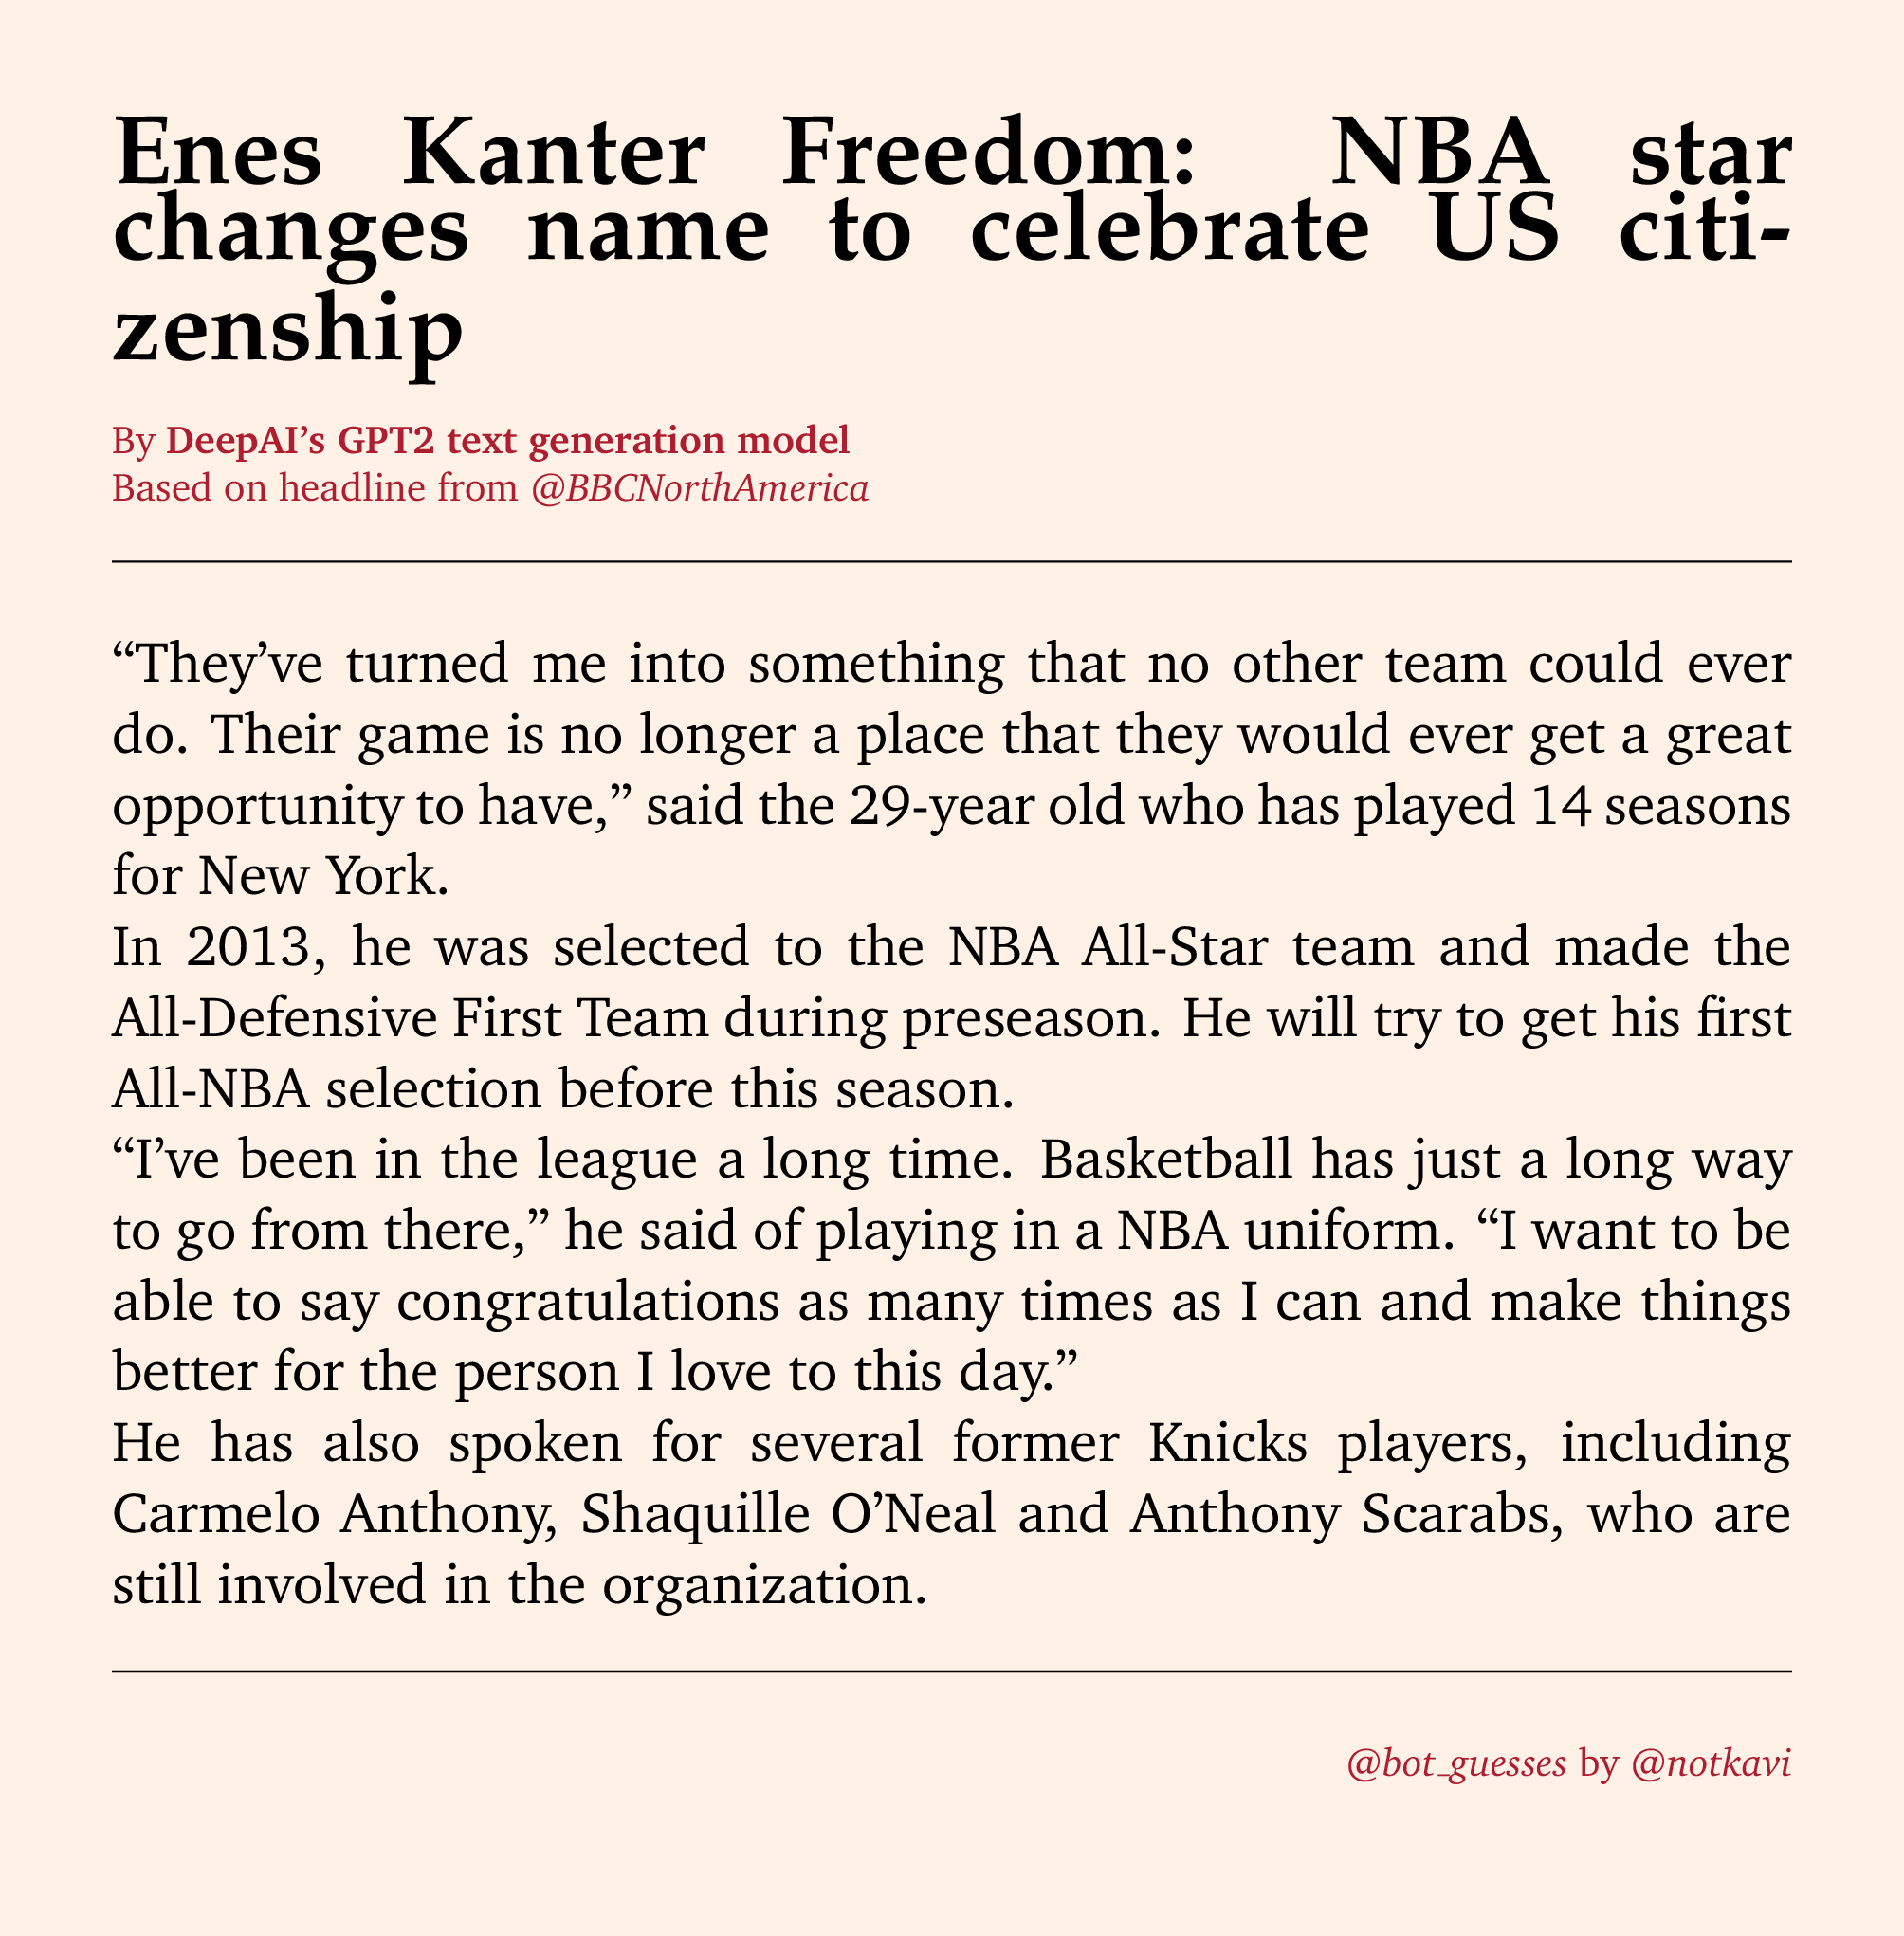 Enes Kanter Freedom: NBA star
changes name to celebrate US citi-
zenship
By DeepAI’s GPT2 text generation model
Based on headline from @BBCNorthAmerica
“They’ve turned me into something that no other team could ever
do. Their game is no longer a place that they would ever get a great
opportunity to have,” said the 29-year old who has played 14 seasons
for New York.
In 2013, he was selected to the NBA All-Star team and made the
All-Defensive First Team during preseason. He will try to get his first
All-NBA selection before this season.
“I’ve been in the league a long time. Basketball has just a long way
to go from there,” he said of playing in a NBA uniform. “I want to be
able to say congratulations as many times as I can and make things
better for the person I love to this day.”
He has also spoken for several former Knicks players, including
Carmelo Anthony, Shaquille O’Neal and Anthony Scarabs, who are
still involved in the organization.
@bot_guesses by @notkavi